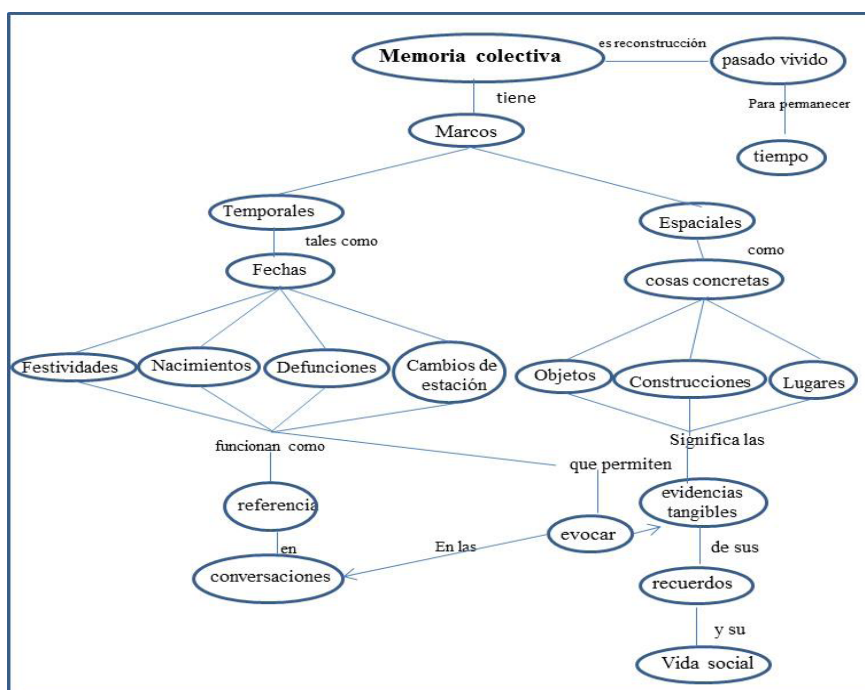 Memoria colectiva
es reconstrucción
pasado vivido
Para permanecer
tiempo
tiene
Marcos
Temporales
tales como
Fechas
Espaciales
como
cosas concretas
Festividades
Nacimientos
Defunciones
Cambios de
estación
Objetos
Construcciones
Lugares
funcionan como
referencia
en
conversaciones
que permiten
evocar
En las
Significa las
evidencias
tangibles
de sus
recuerdos
y su
Vida social